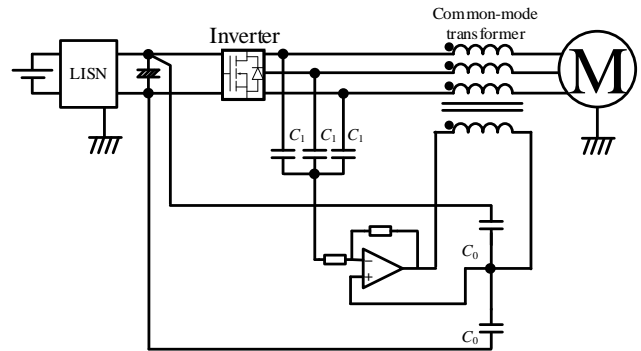 Common-mode
transformer
Inverter
LISN
M
C₁ C₁ C₁
C₀
C₀